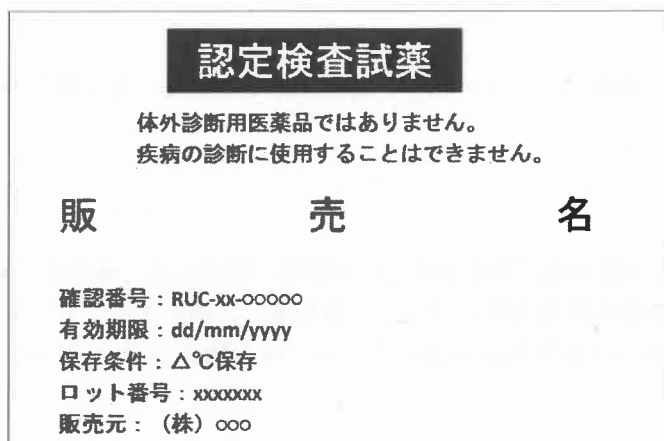 認定検査試薬
体外診断用医薬品ではありません。
疾病の診断に使用することはできません。
販 売 名
確認番号：RUC-xx-○○○○○
有効期限：dd/mm/yyyy
保存条件：△℃保存
ロット番号：xxxxxxx
販売元：（株）○○○